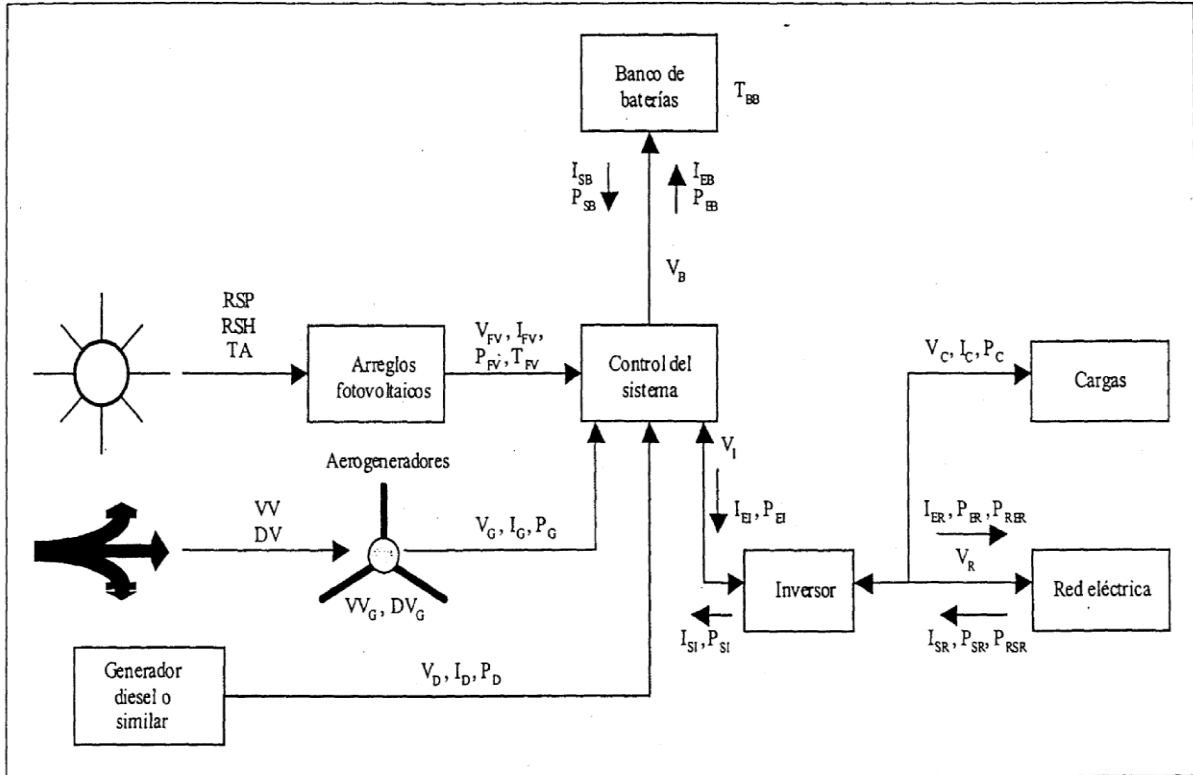 Banco de
baterías
T_BB
I_SB
P_SB
I_EB
P_EB
V_B
RSP
RSH
TA
Arreglos
fotovoltaicos
V_FV, I_FV,
P_FV, T_FV
Control del
sistema
V_C, I_C, P_C
Cargas
Aerogeneradores
VV
DV
V_G, I_G, P_G
VV_G, DV_G
V_I
I_EI, P_EI
Inversor
I_SI, P_SI
I_ER, P_ER, P_RER
V_R
Red eléctrica
I_SR, P_SR, P_RSR
Generador
diesel o
similar
V_D, I_D, P_D